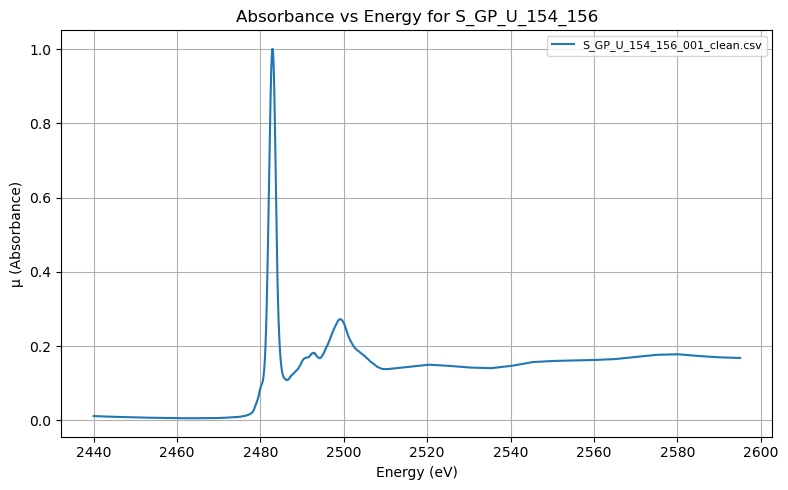 Absorbance vs Energy for S_GP_U_154_156
S_GP_U_154_156_001_clean.csv
μ (Absorbance)
1.0
0.8
0.6
0.4
0.2
0.0
2440 2460 2480 2500 2520 2540 2560 2580 2600
Energy (eV)